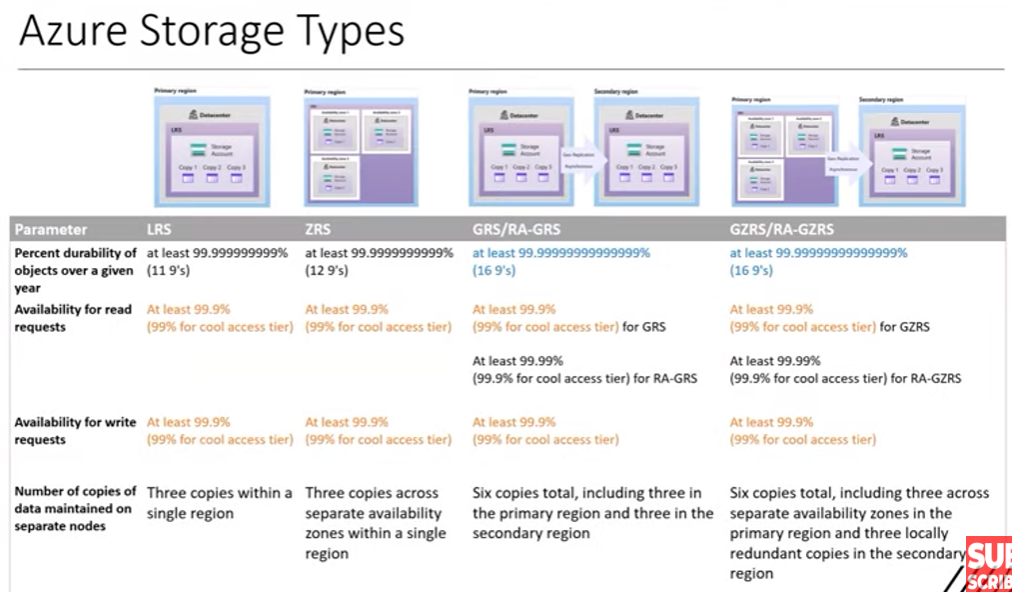 Azure Storage Types
Primary region
Datacenter
LRS
Storage
Account
Copy 1 Copy 2 Copy 3
Primary region
Primary region
Datacenter
LRS
Storage
Account
Copy 1 Copy 2 Copy 3
Geo-Replication
Asynchronous
Secondary region
Datacenter
LRS
Storage
Account
Copy 1 Copy 2 Copy 3
Primary region
Geo-Replication
Asynchronous
Secondary region
Datacenter
LRS
Storage
Account
Copy 1 Copy 2 Copy 3
Parameter LRS ZRS GRS/RA-GRS GZRS/RA-GZRS
Percent durability of at least 99.999999999% at least 99.9999999999% at least 99.99999999999999% at least 99.99999999999999%
objects over a given (11 9's) (12 9's) (16 9's) (16 9's)
year
Availability for read At least 99.9% At least 99.9% At least 99.9% At least 99.9%
requests (99% for cool access tier) (99% for cool access tier) (99% for cool access tier) for GRS (99% for cool access tier) for GZRS
At least 99.99% At least 99.99%
(99.9% for cool access tier) for RA-GRS (99.9% for cool access tier) for RA-GZRS
Availability for write At least 99.9% At least 99.9% At least 99.9% At least 99.9%
requests (99% for cool access tier) (99% for cool access tier) (99% for cool access tier) (99% for cool access tier)
Number of copies of Three copies within a Three copies across Six copies total, including three in Six copies total, including three across
data maintained on single region separate availability the primary region and three in the separate availability zones in the
separate nodes zones within a single secondary region primary region and three locally
region redundant copies in the secondary
region
SUB
SCRIB